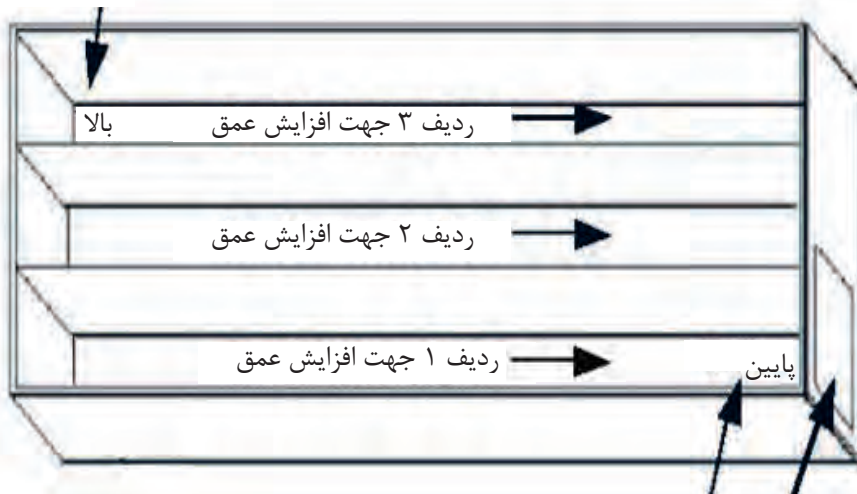 بالا
ردیف ۳ جهت افزایش عمق
ردیف ۲ جهت افزایش عمق
ردیف ۱ جهت افزایش عمق
پایین